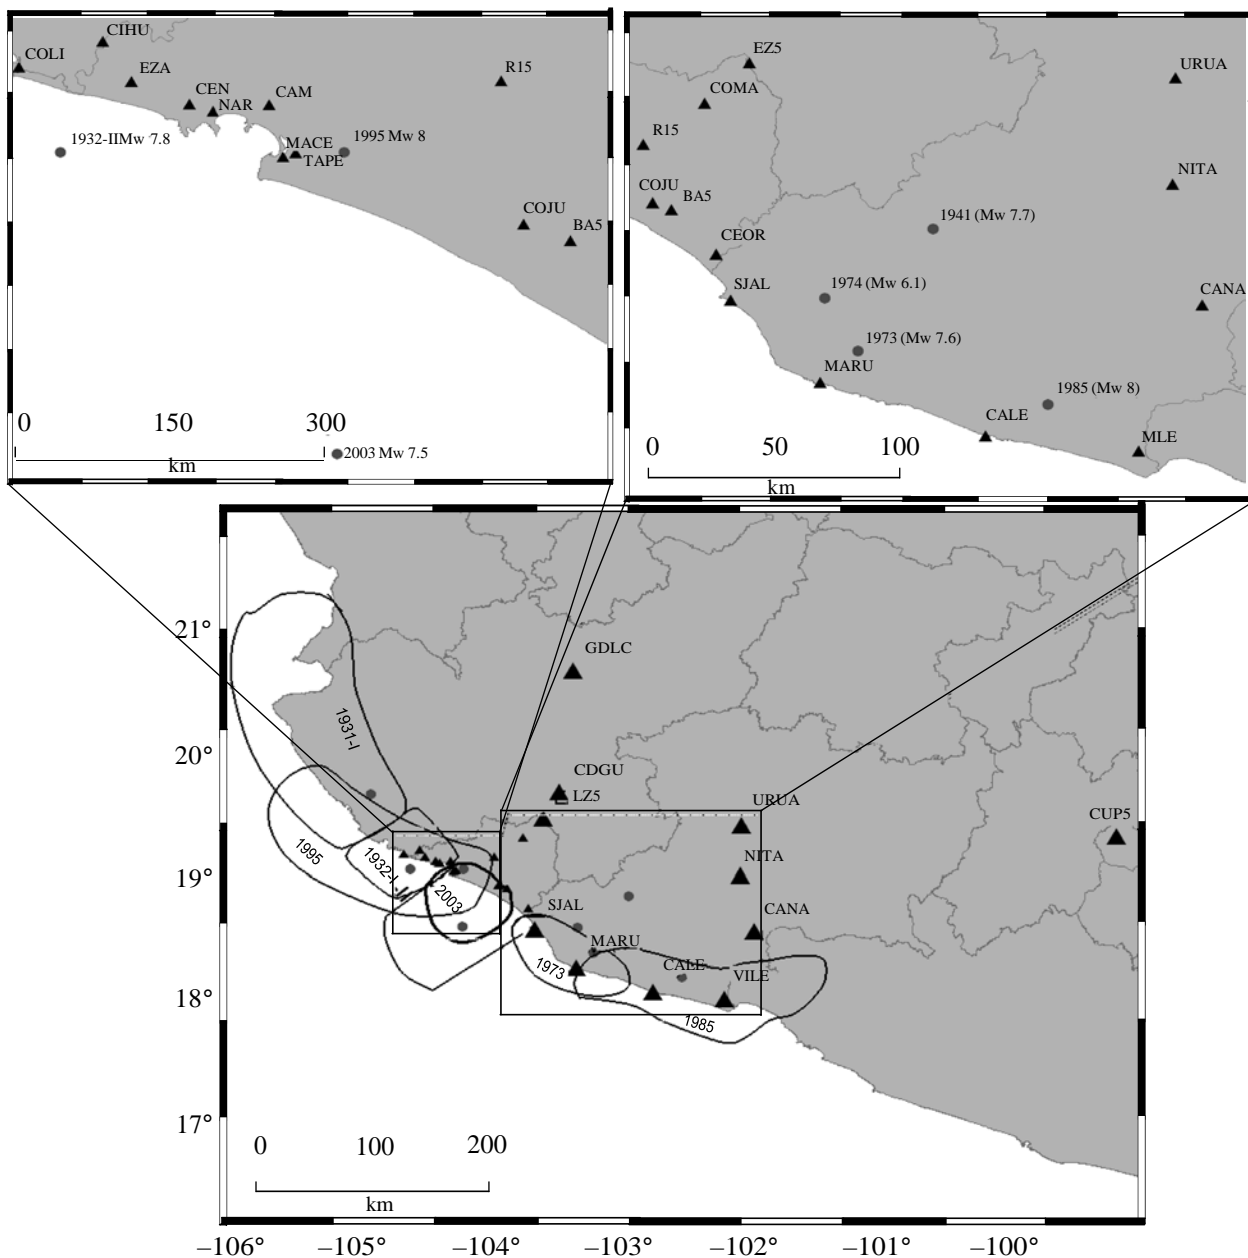 CIHU
COLI
EZA
R15
CEN
CAM
NAR
1932-IIMw 7.8
MACE
1995 Mw 8
TAPE
COJU
BA5
0 150 300
2003 Mw 7.5
km
EZ5
URUA
COMA
R15
NITA
COJU
BA5
1941 (Mw 7.7)
CEOR
SJAL
1974 (Mw 6.1)
CANA
1973 (Mw 7.6)
MARU
1985 (Mw 8)
CALE
MLE
0 50 100
km
21°
GDLC
1931-I
20°
CDGU
LZ5
URUA
CUP5
1995
1932-I
NITA
19°
2003
SJAL
CANA
MARU
1973
CALE
VILE
18°
1985
17°
0 100 200
km
–106° –105° –104° –103° –102° –101° –100°